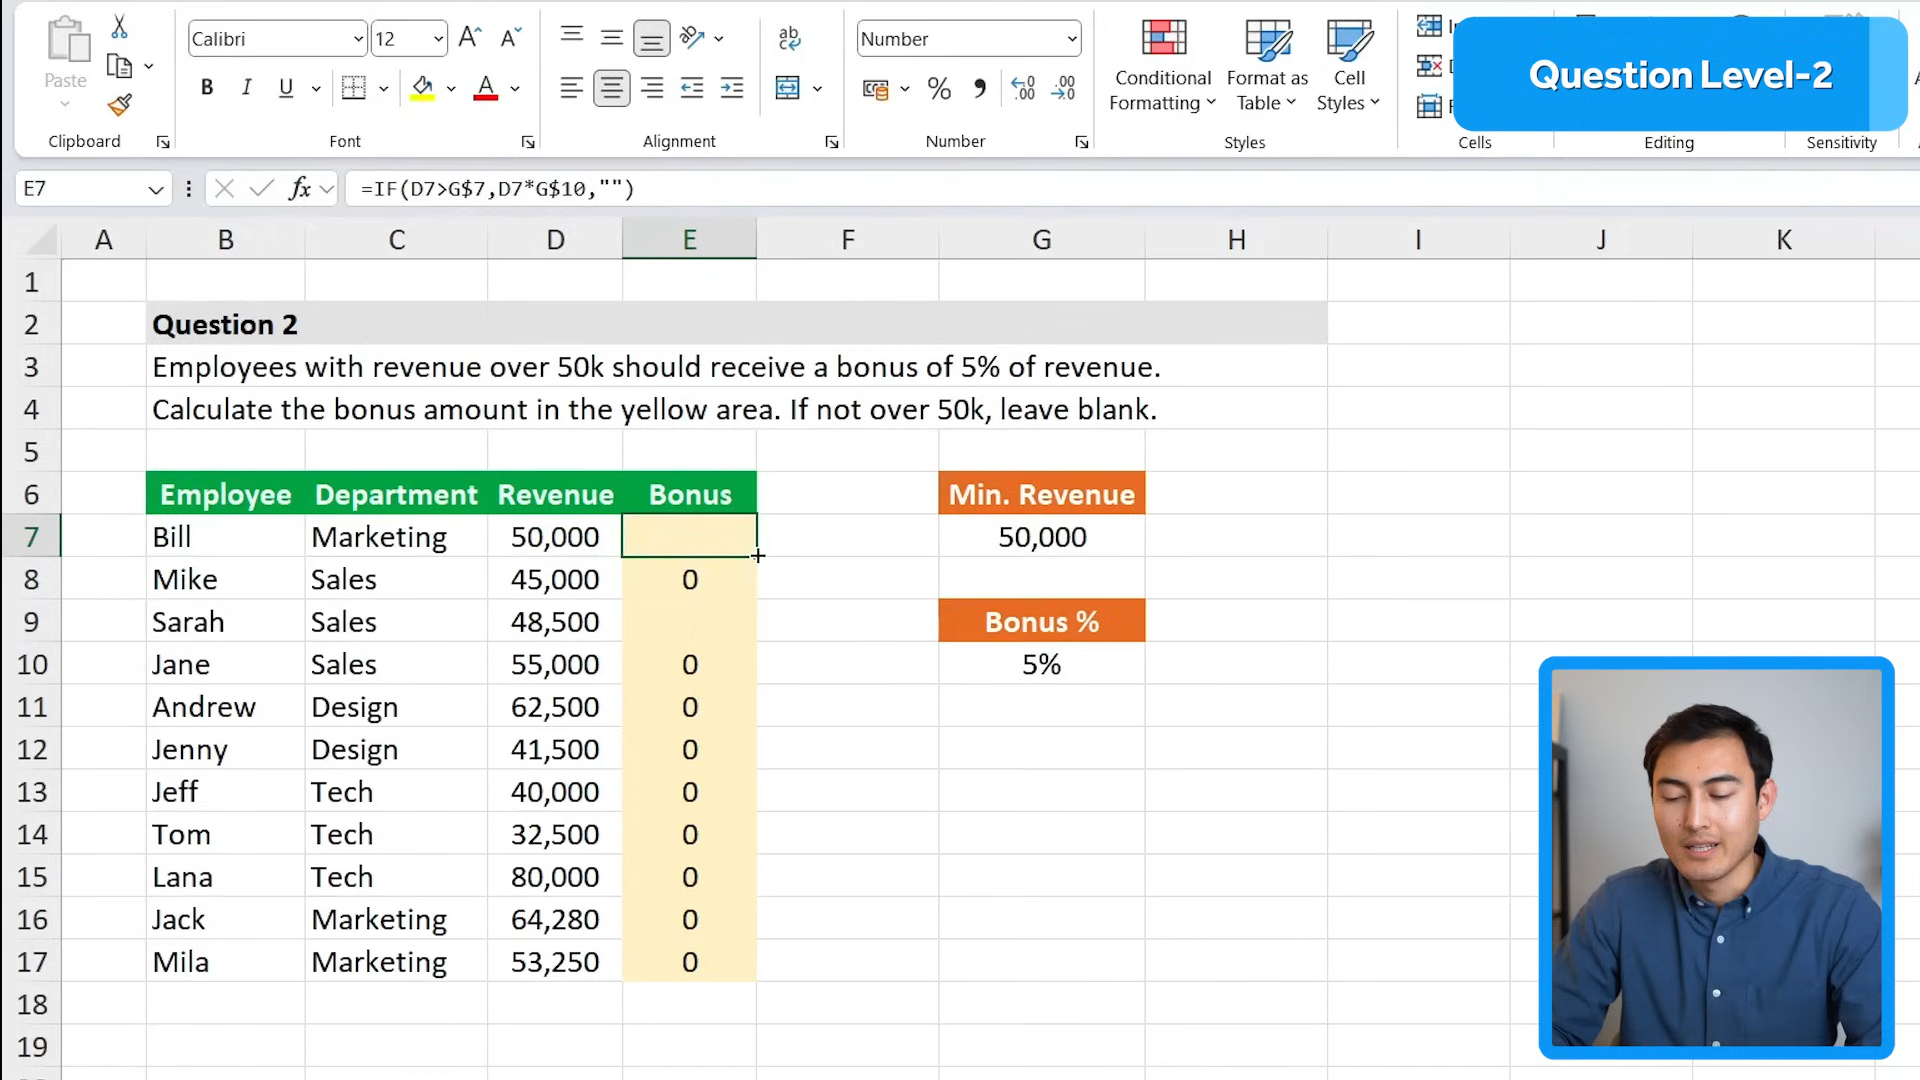 Calibri
12
Number
Paste
B I U
A
ab
c
%
Conditional
Formatting
Format as
Table
Cell
Styles
Question Level-2
Clipboard
Font
Alignment
Number
Styles
Cells
Editing
Sensitivity
E7
fx
=IF(D7>G$7,D7*G$10,"")
A B C D E F G H I J K
1
2 Question 2
3 Employees with revenue over 50k should receive a bonus of 5% of revenue.
4 Calculate the bonus amount in the yellow area. If not over 50k, leave blank.
5
6 Employee Department Revenue Bonus Min. Revenue
7 Bill Marketing 50,000 50,000
8 Mike Sales 45,000 0
9 Sarah Sales 48,500 Bonus %
10 Jane Sales 55,000 0 5%
11 Andrew Design 62,500 0
12 Jenny Design 41,500 0
13 Jeff Tech 40,000 0
14 Tom Tech 32,500 0
15 Lana Tech 80,000 0
16 Jack Marketing 64,280 0
17 Mila Marketing 53,250 0
18
19